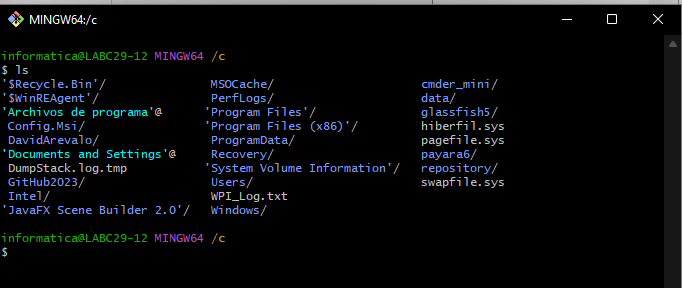 MINGW64:/c
informatica@LABC29-12 MINGW64 /c
$ ls
'$Recycle.Bin'/ MSOCache/ cmder_mini/
'$WinREAgent'/ PerfLogs/ data/
'Archivos de programa'@ 'Program Files'/ glassfish5/
Config.Msi/ 'Program Files (x86)'/ hiberfil.sys
DavidArevalo/ ProgramData/ pagefile.sys
'Documents and Settings'@ Recovery/ payara6/
DumpStack.log.tmp 'System Volume Information'/ repository/
GitHub2023/ Users/ swapfile.sys
Intel/ WPI_Log.txt
'JavaFX Scene Builder 2.0'/ Windows/
informatica@LABC29-12 MINGW64 /c
$